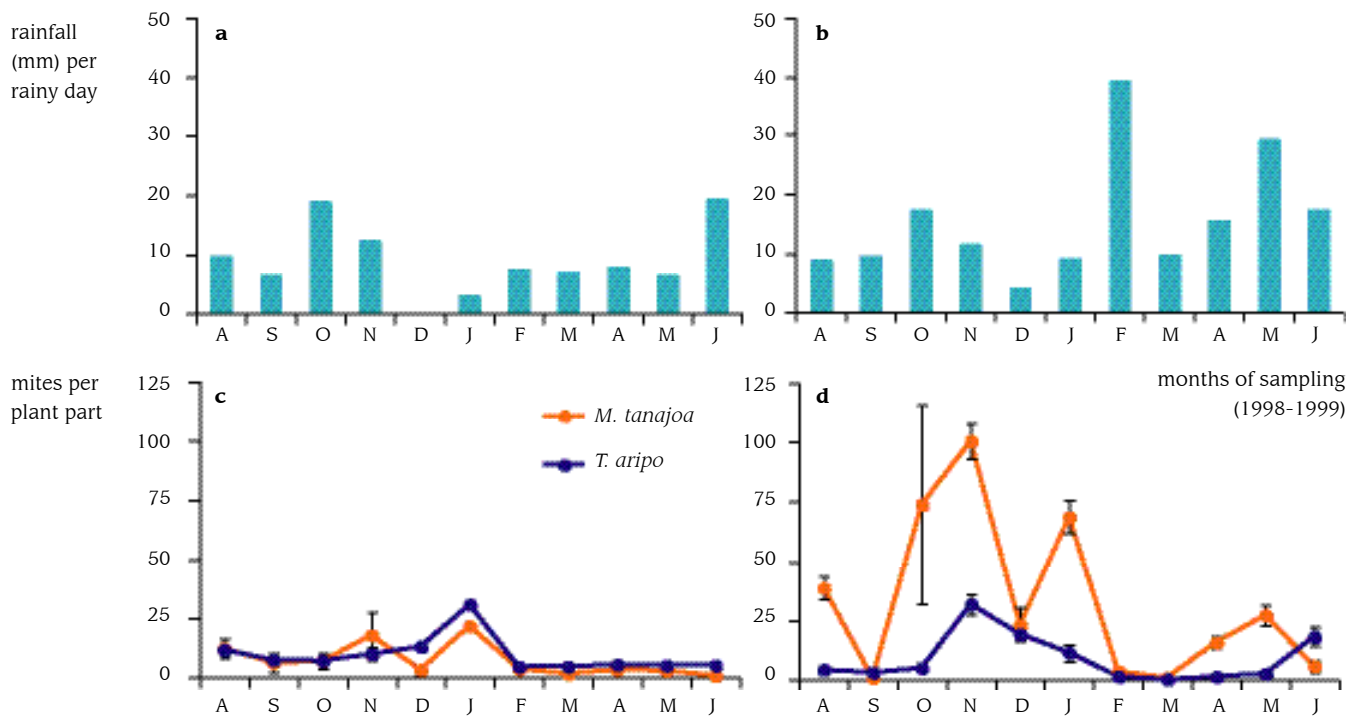 rainfall
(mm) per
rainy day
50
40
30
20
10
0
a
A S O N D J F M A M J
50
40
30
20
10
0
b
A S O N D J F M A M J
mites per
plant part
125
100
75
50
25
0
c
M. tanajoa
T. aripo
A S O N D J F M A M J
125
100
75
50
25
0
d
months of sampling
(1998-1999)
A S O N D J F M A M J